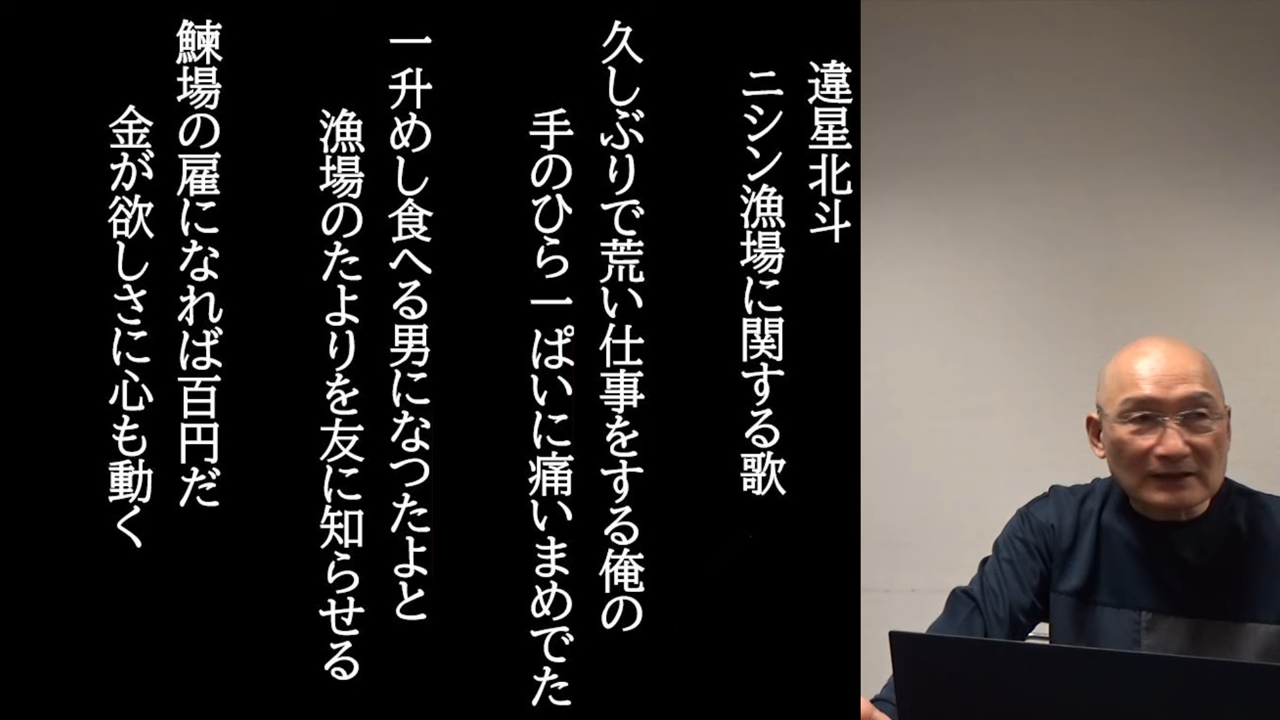 違星北斗
ニシン漁場に関する歌
久しぶりで荒い仕事をする俺の
手のひら一ぱいに痛いまめでた
一升めし食へる男になつたよと
漁場のたよりを友に知らせる
鰊場の雇になれば百円だ
金が欲しさに心も動く